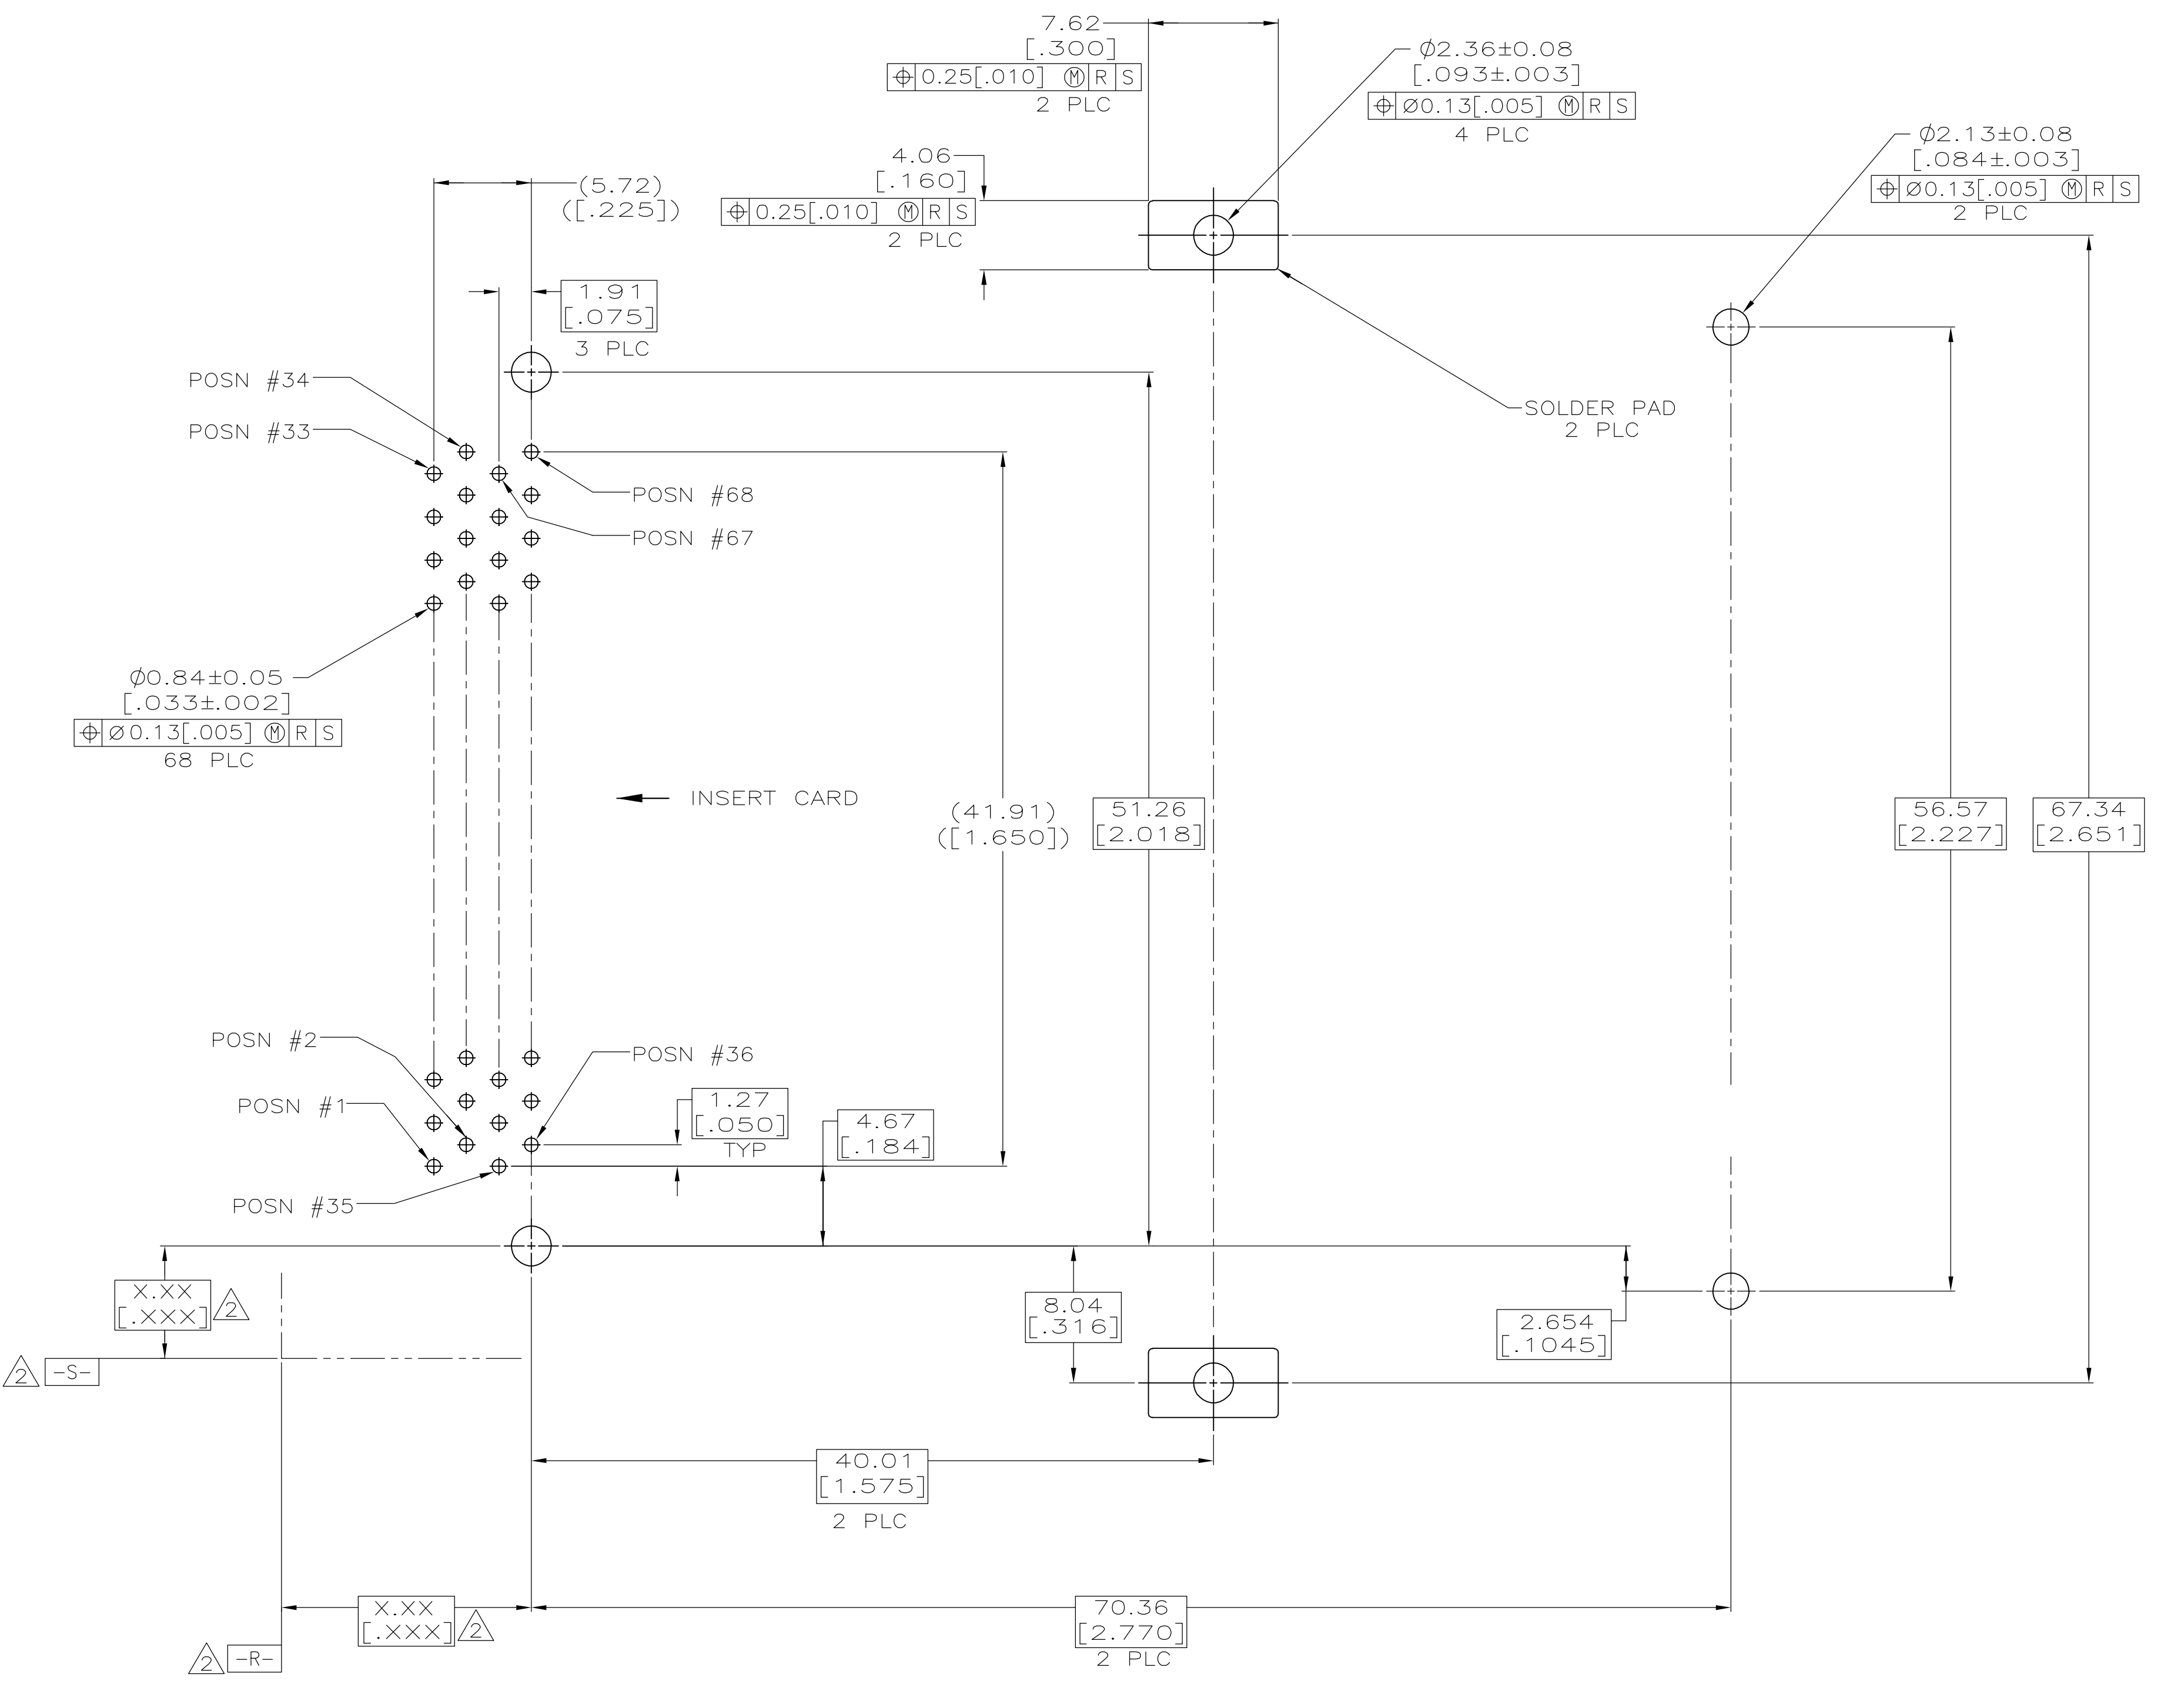 7.62
[.300]
⌖ 0.25[.010] Ⓜ R S
2 PLC
∅2.36±0.08
[.093±.003]
⌖ ∅0.13[.005] Ⓜ R S
4 PLC
∅2.13±0.08
[.084±.003]
⌖ ∅0.13[.005] Ⓜ R S
2 PLC
4.06
[.160]
⌖ 0.25[.010] Ⓜ R S
2 PLC
(5.72)
([.225])
1.91
[.075]
3 PLC
POSN #34
POSN #33
SOLDER PAD
2 PLC
POSN #68
POSN #67
∅0.84±0.05
[.033±.002]
⌖ ∅0.13[.005] Ⓜ R S
68 PLC
INSERT CARD
(41.91)
([1.650])
51.26
[2.018]
56.57
[2.227]
67.34
[2.651]
POSN #2
POSN #36
POSN #1
1.27
[.050]
TYP
4.67
[.184]
POSN #35
X.XX
[.XXX]
2
8.04
[.316]
2.654
[.1045]
2
-S-
40.01
[1.575]
2 PLC
X.XX
[.XXX]
2
70.36
[2.770]
2 PLC
2
-R-